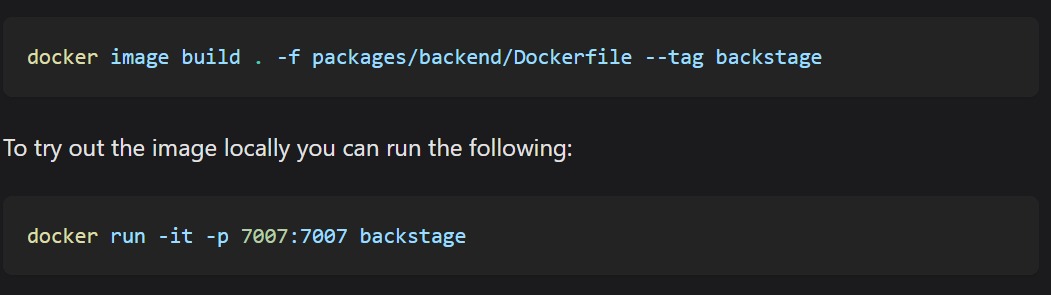 docker image build . -f packages/backend/Dockerfile --tag backstage
To try out the image locally you can run the following:
docker run -it -p 7007:7007 backstage